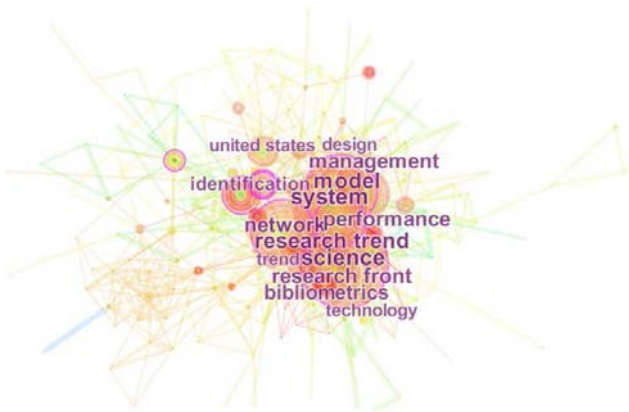 united states design
management
identification model
system
network performance
research trend
trend science
research front
bibliometrics
technology